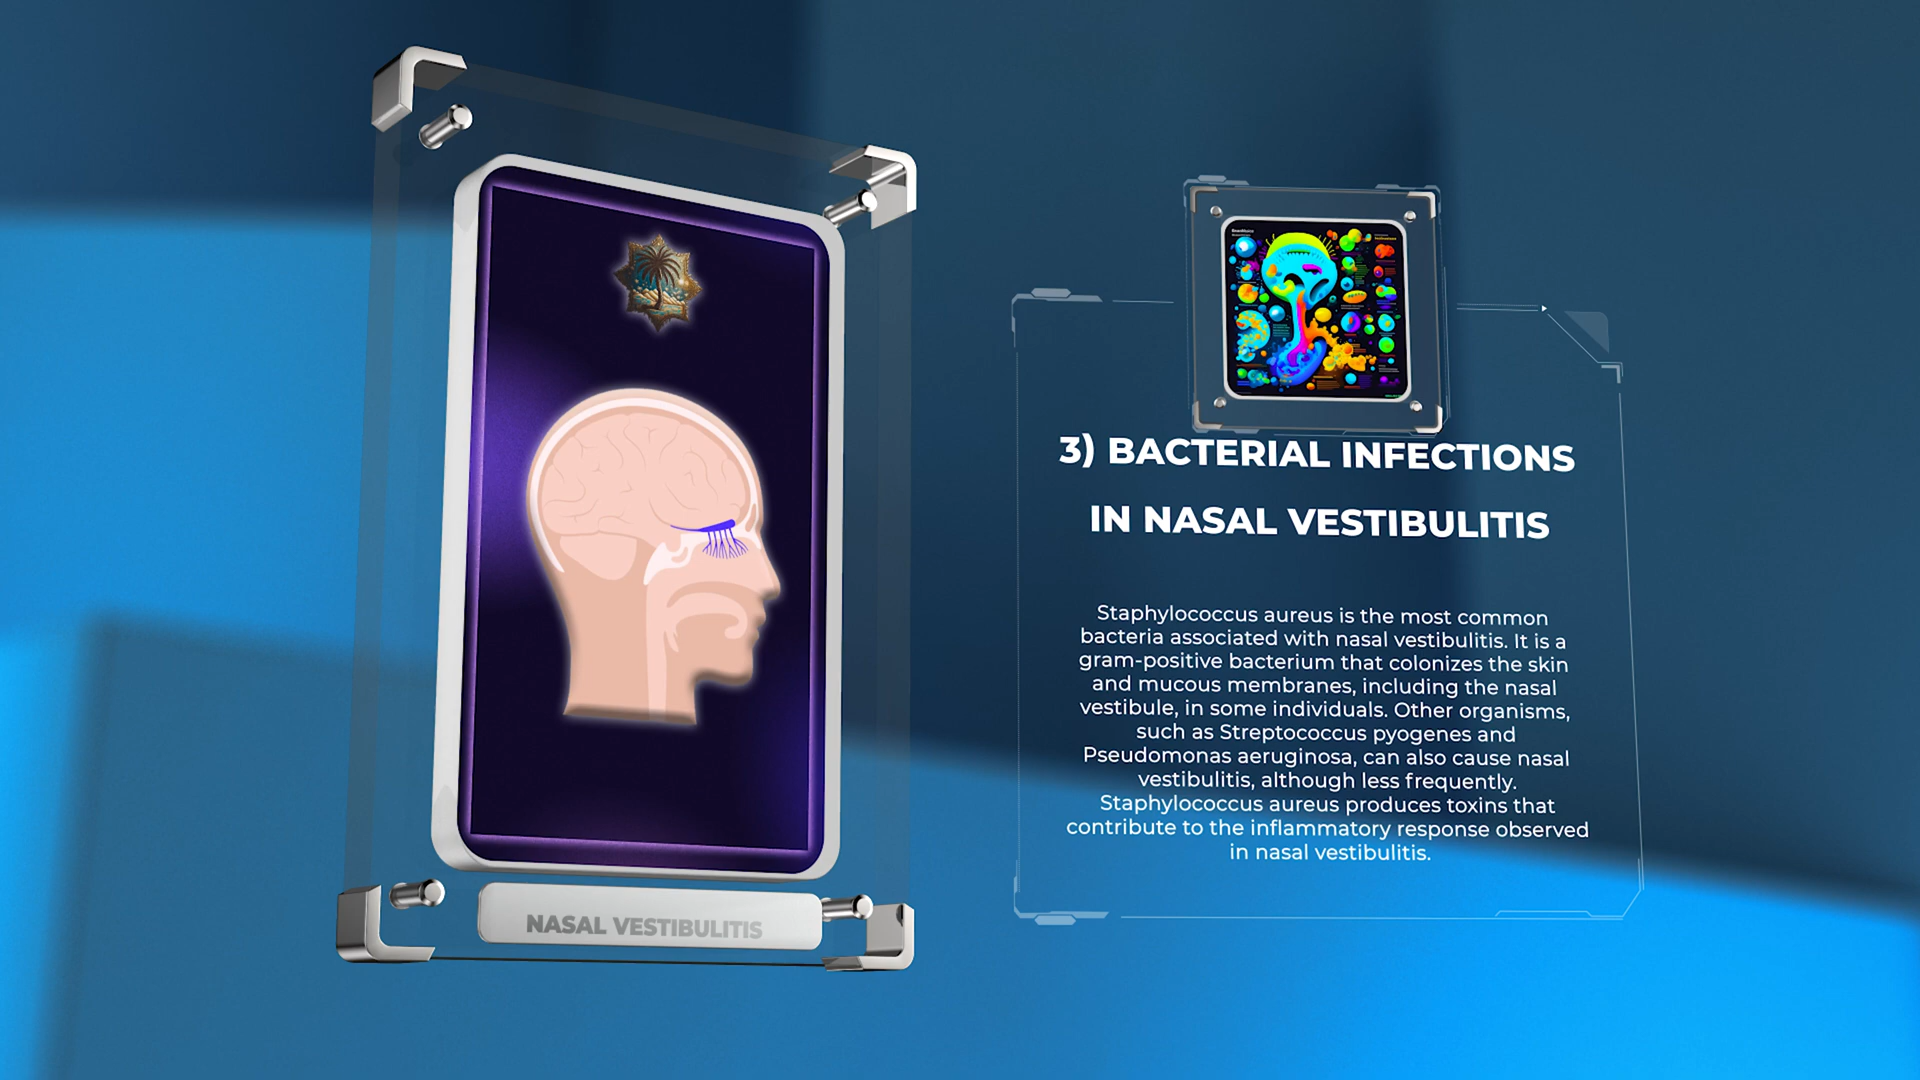 3) BACTERIAL INFECTIONS
IN NASAL VESTIBULITIS
Staphylococcus aureus is the most common
bacteria associated with nasal vestibulitis. It is a
gram-positive bacterium that colonizes the skin
and mucous membranes, including the nasal
vestibule, in some individuals. Other organisms,
such as Streptococcus pyogenes and
Pseudomonas aeruginosa, can also cause nasal
vestibulitis, although less frequently.
Staphylococcus aureus produces toxins that
contribute to the inflammatory response observed
in nasal vestibulitis.
NASAL VESTIBULITIS